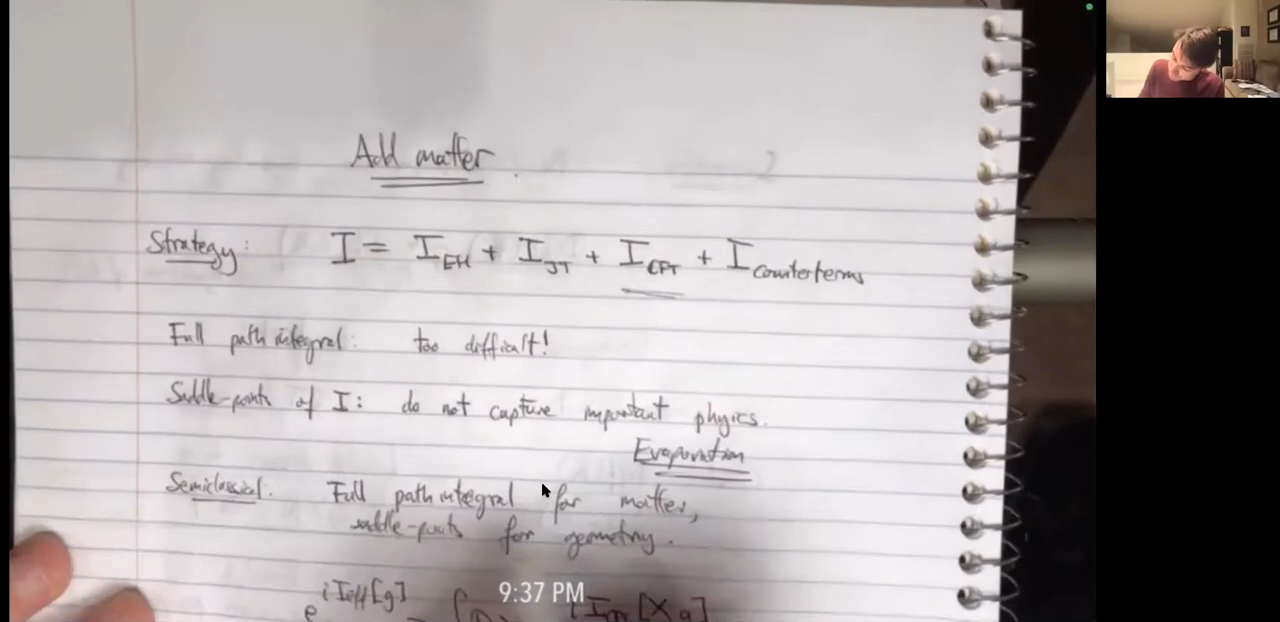 Add matter
Strategy: I = I_EH + I_JT + I_CFT + I_counterterms
Full path integral: too difficult!
Saddle-points of I: do not capture important physics.
Evaporation
Semiclassical: Full path integral for matter,
saddle-points for geometry.
e^{i I_eff[g]}
9:37 PM